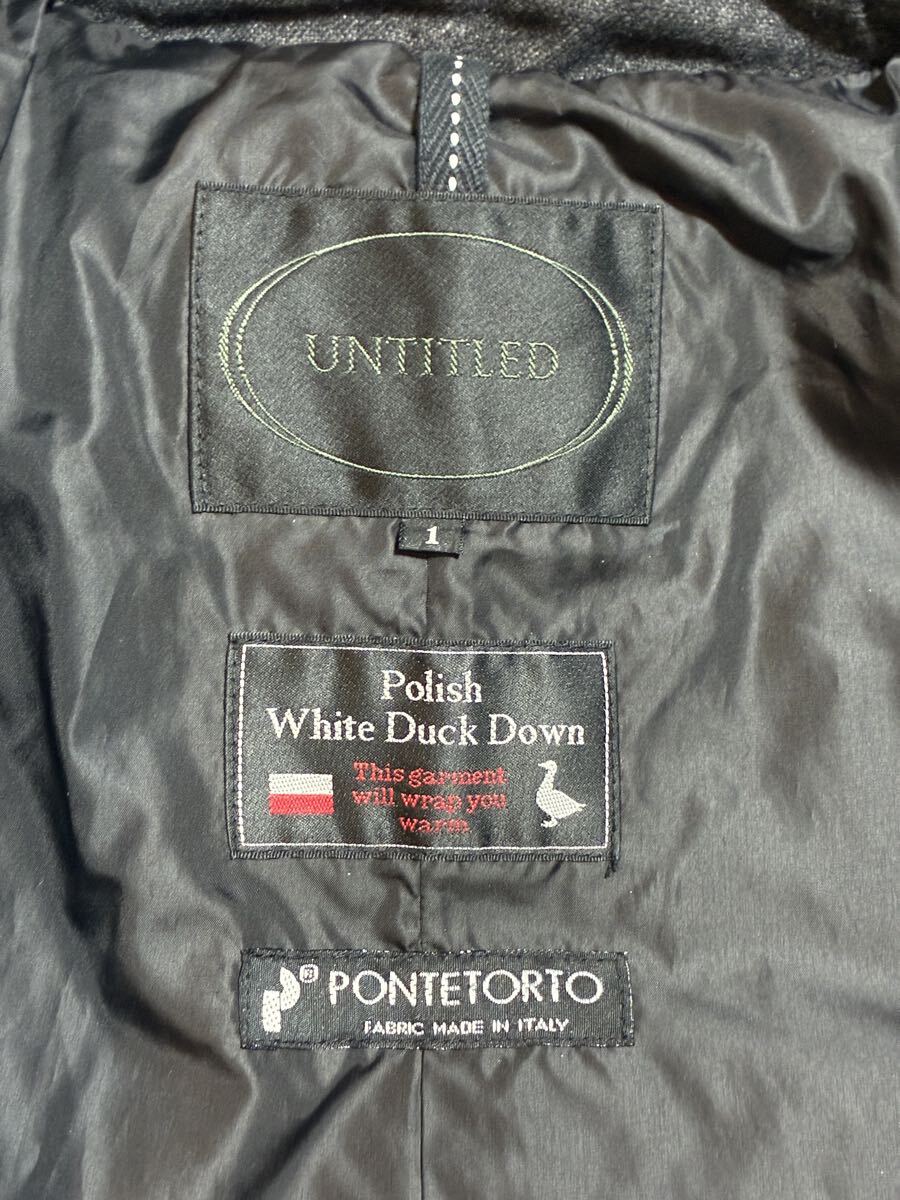 UNTITLED
1
Polish
White Duck Down
This garment
will wrap you
warm
PONTETORTO
FABRIC MADE IN ITALY